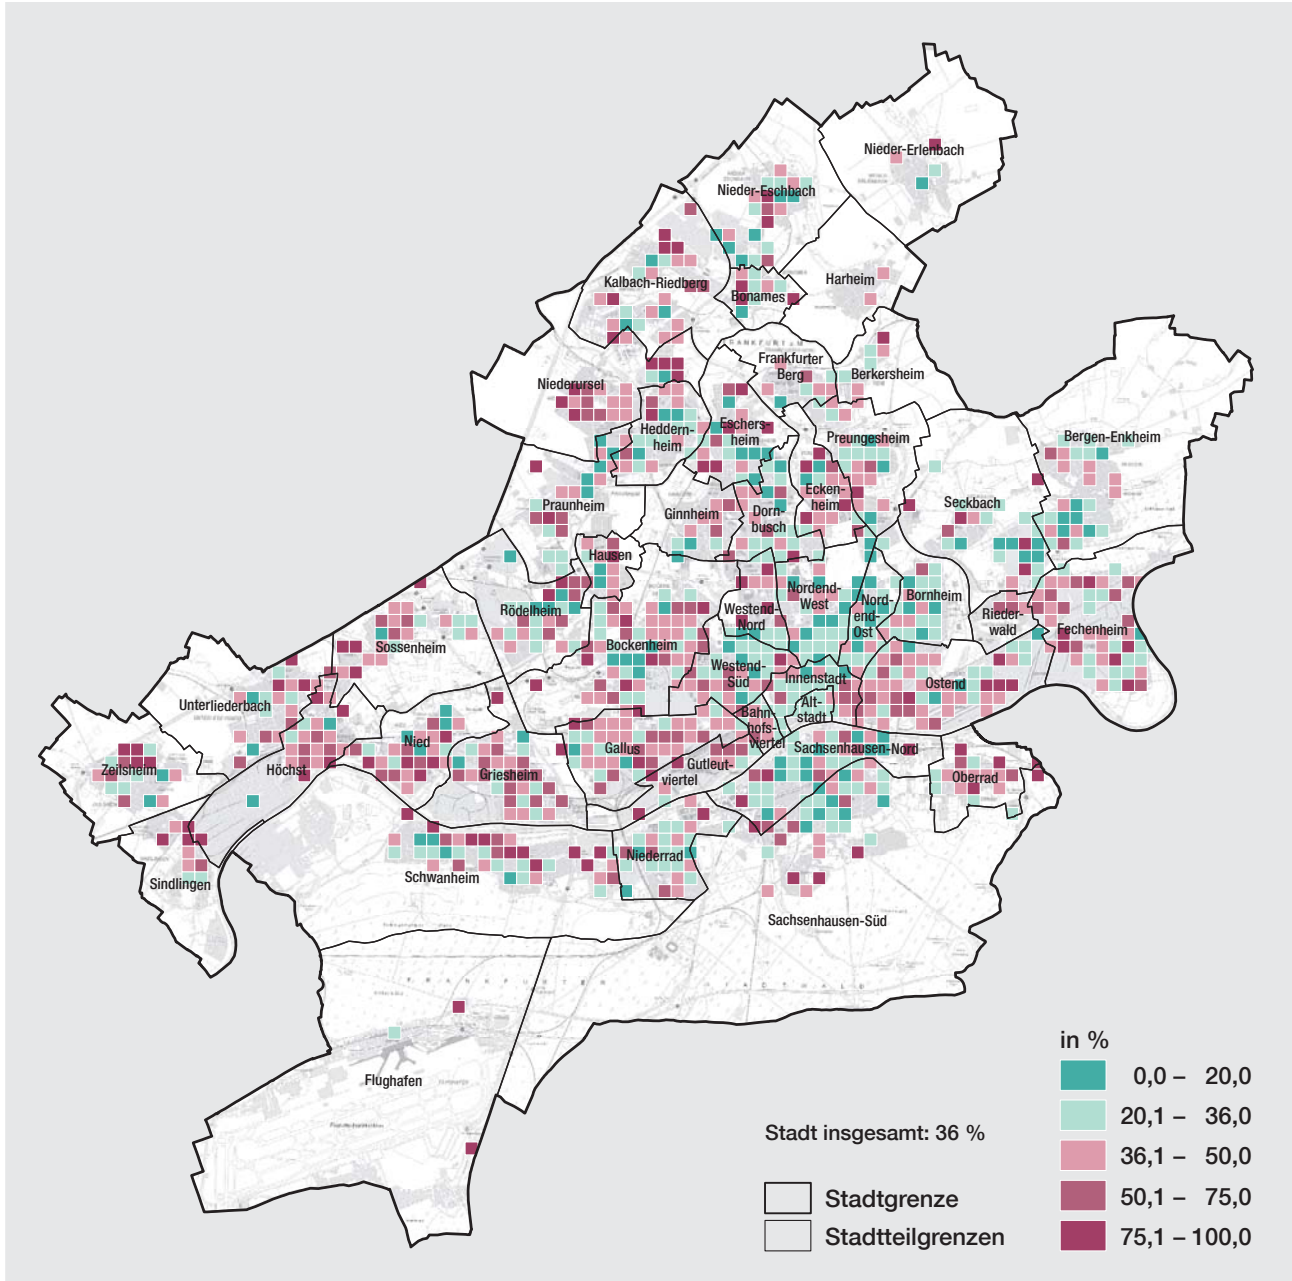 Nieder-Erlenbach
Nieder-Eschbach
Harheim
Kalbach-Riedberg
Bonames
Frankfurter
Berg
Berkersheim
Niederursel
Heddern-
heim
Eschers-
heim
Preungesheim
Bergen-Enkheim
Praunheim
Ginnheim
Dorn-
busch
Ecken-
heim
Seckbach
Hausen
Rödelheim
Westend-
Nord
Nordend-
West
Nord-
end-
Ost
Bornheim
Rieder-
wald
Fechenheim
Sossenheim
Bockenheim
Westend-
Süd
Innenstadt
Ostend
Unterliederbach
Alt-
stadt
Bahn-
hofs-
viertel
Nied
Gallus
Sachsenhausen-Nord
Zeilsheim
Höchst
Griesheim
Gutleut-
viertel
Oberrad
Sindlingen
Schwanheim
Niederrad
Sachsenhausen-Süd
FRANKFURTER STADTWALD
Flughafen
in %
0,0 – 20,0
20,1 – 36,0
36,1 – 50,0
50,1 – 75,0
75,1 – 100,0
Stadt insgesamt: 36 %
Stadtgrenze
Stadtteilgrenzen